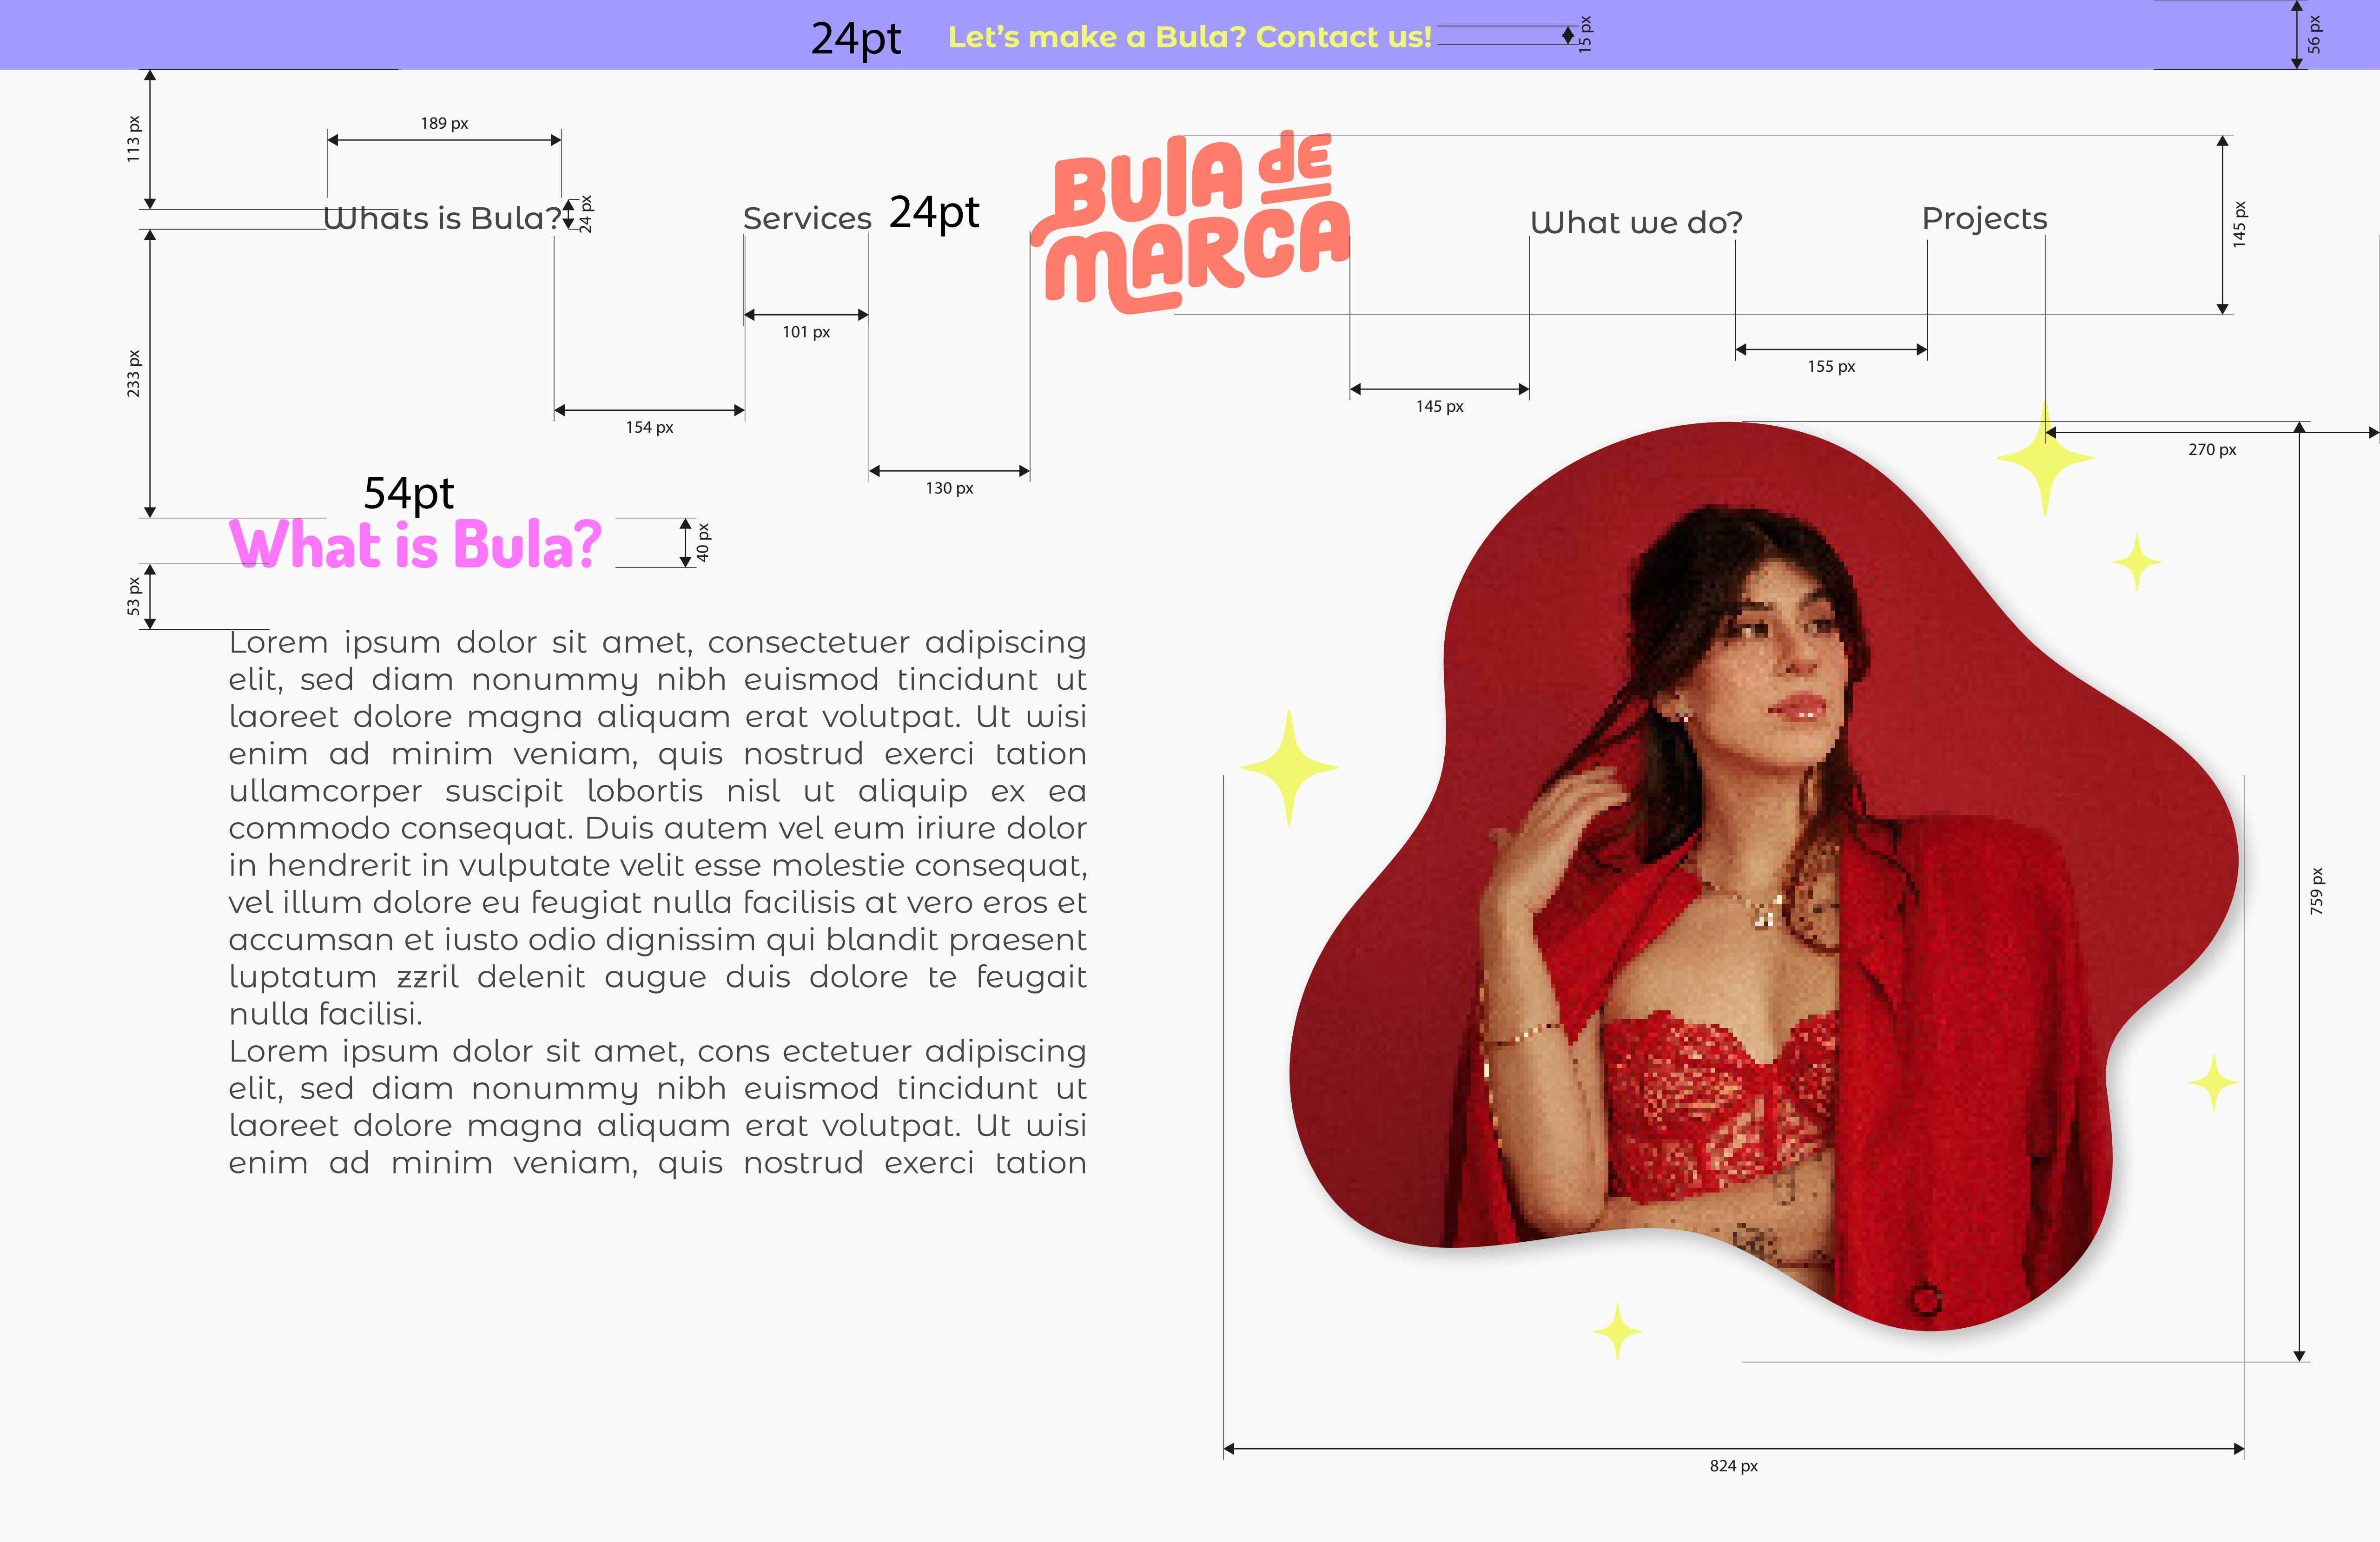 24pt
Let’s make a Bula? Contact us!
15 px
56 px
113 px
189 px
BULA DE
MARCA
Whats is Bula?
24 px
Services
24pt
What we do?
Projects
145 px
101 px
233 px
155 px
145 px
154 px
270 px
130 px
54pt
What is Bula?
40 px
53 px
Lorem ipsum dolor sit amet, consectetuer adipiscing
elit, sed diam nonummy nibh euismod tincidunt ut
laoreet dolore magna aliquam erat volutpat. Ut wisi
enim ad minim veniam, quis nostrud exerci tation
ullamcorper suscipit lobortis nisl ut aliquip ex ea
commodo consequat. Duis autem vel eum iriure dolor
in hendrerit in vulputate velit esse molestie consequat,
vel illum dolore eu feugiat nulla facilisis at vero eros et
accumsan et iusto odio dignissim qui blandit praesent
luptatum zzril delenit augue duis dolore te feugait
nulla facilisi.
Lorem ipsum dolor sit amet, cons ectetuer adipiscing
elit, sed diam nonummy nibh euismod tincidunt ut
laoreet dolore magna aliquam erat volutpat. Ut wisi
enim ad minim veniam, quis nostrud exerci tation
759 px
824 px